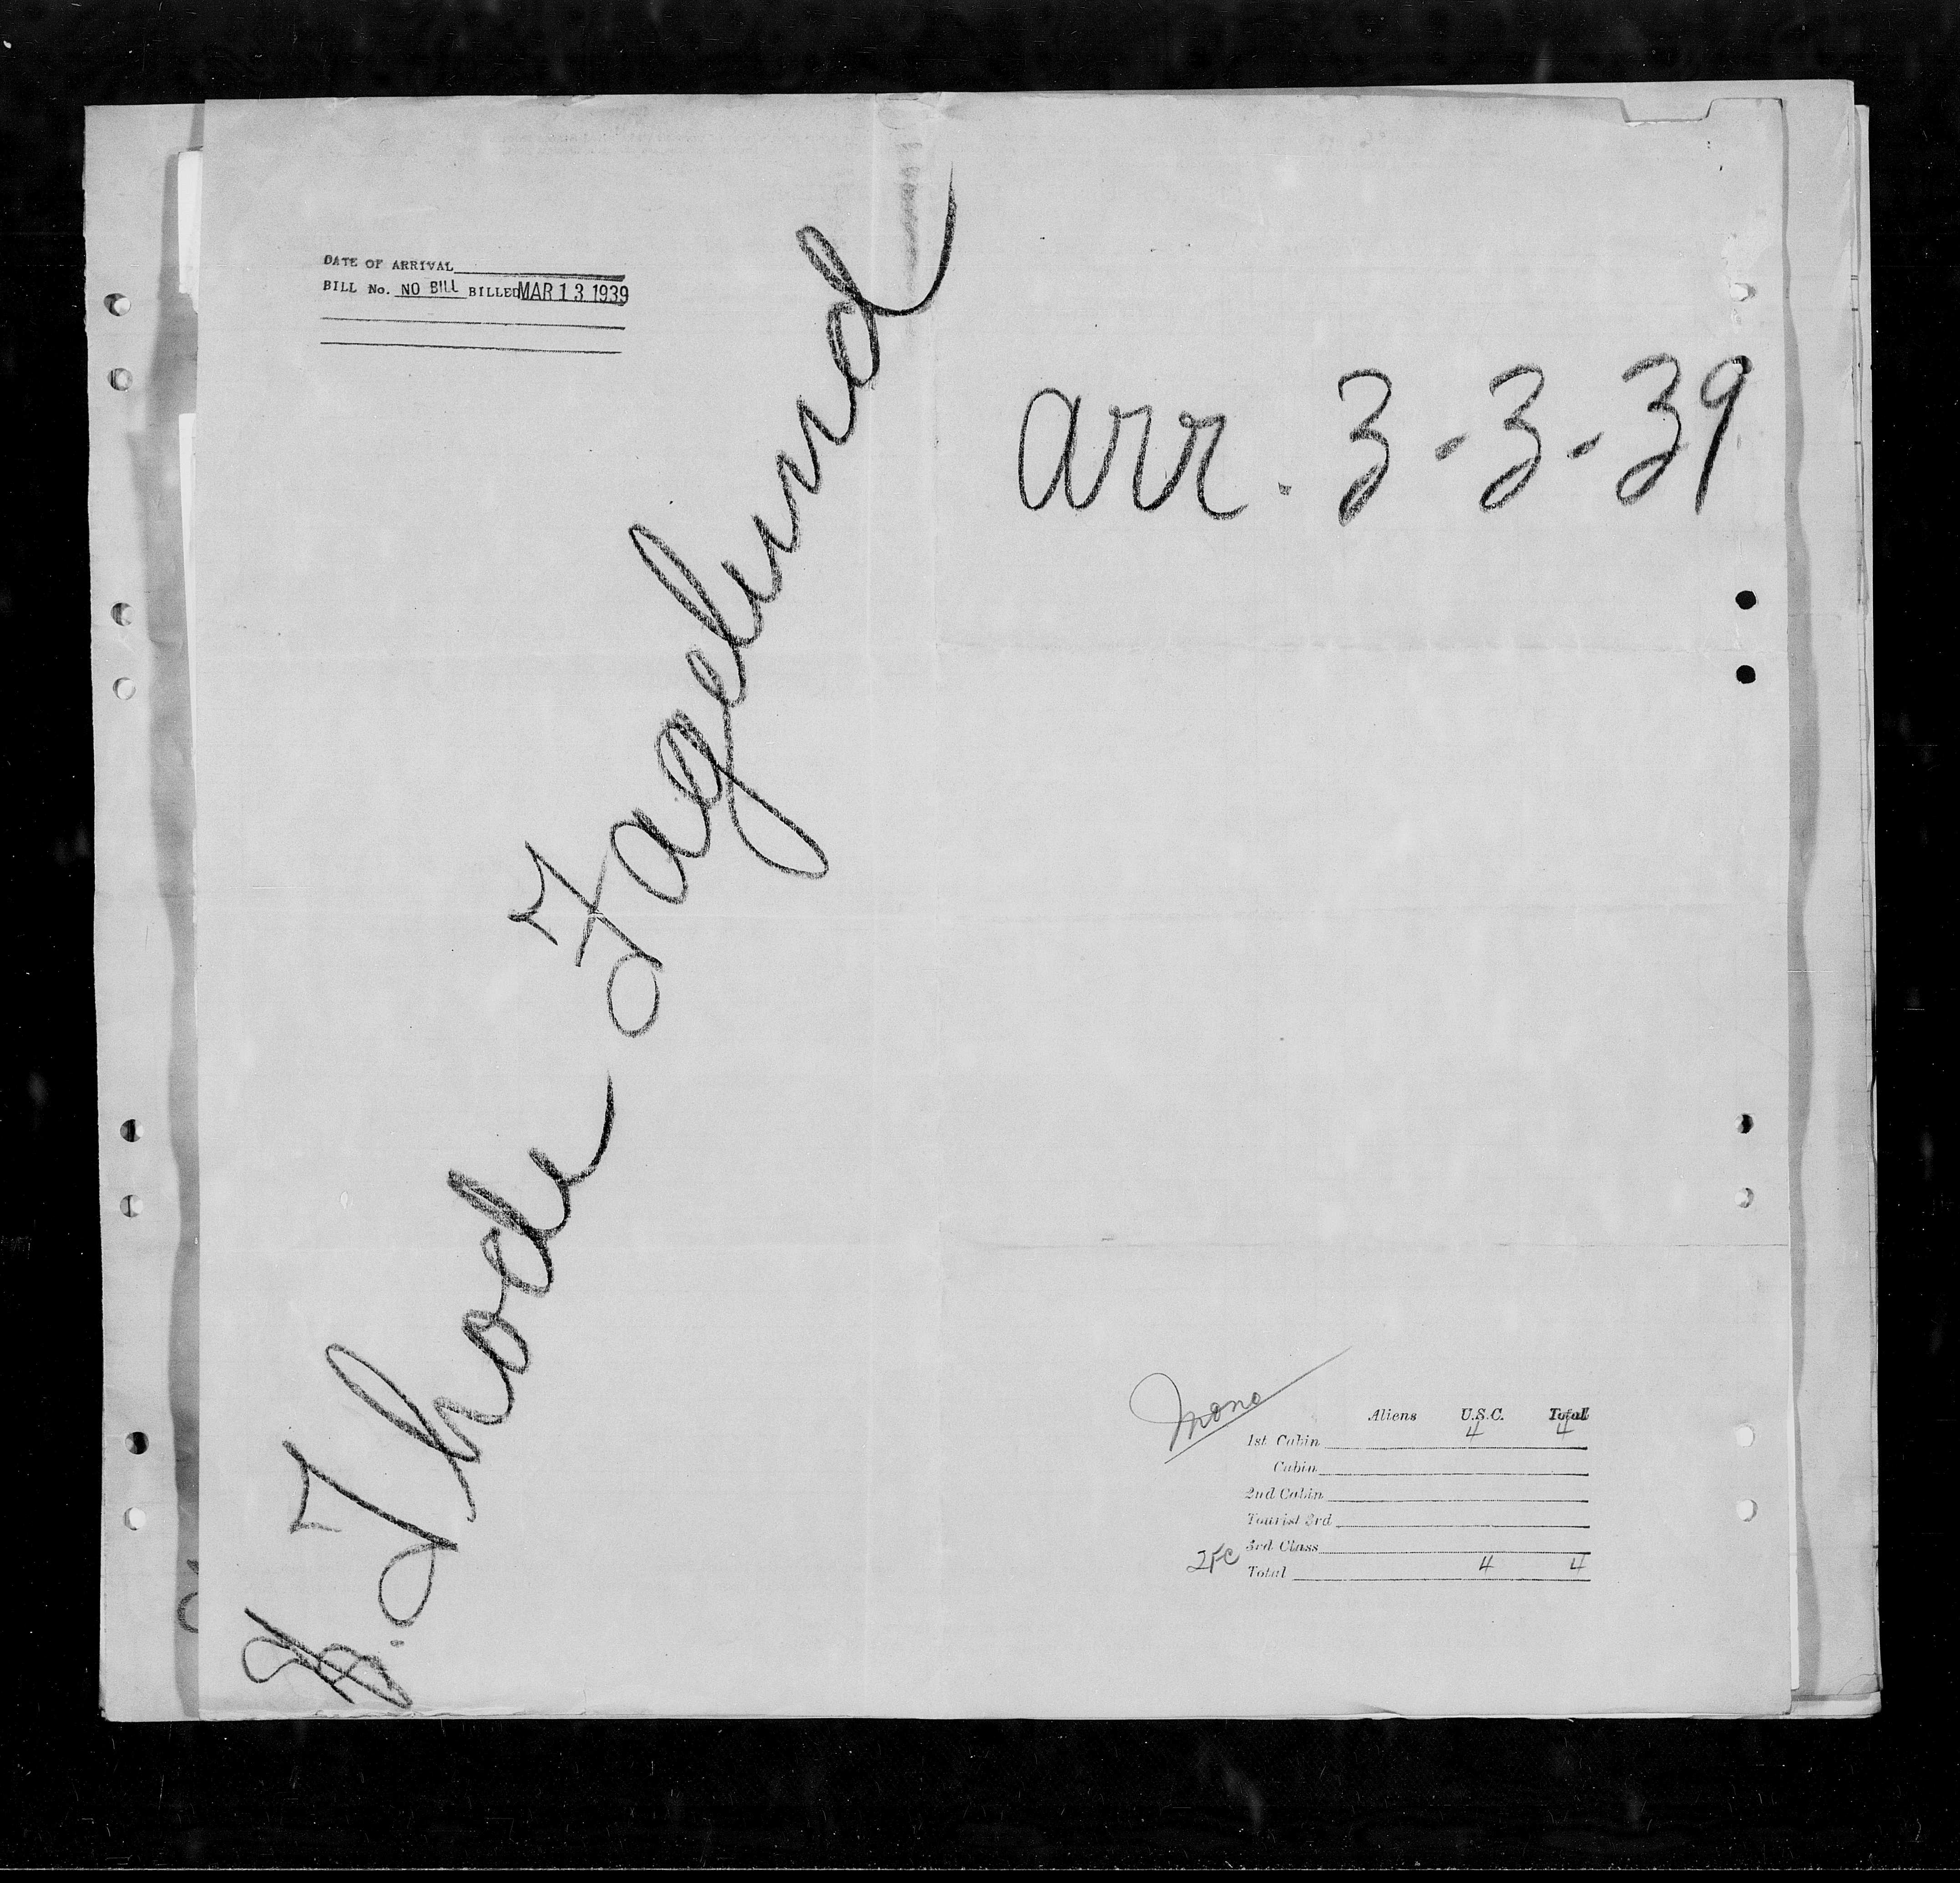 DATE OF ARRIVAL
BILL No. NO BILL BILLED MAR 13 1939
arr. 3-3-39
Thode Fagelund
Aliens U.S.C. Total
1st Cabin 4 4
Cabin
2nd Cabin
Tourist 3rd
3rd Class
Total 4 4